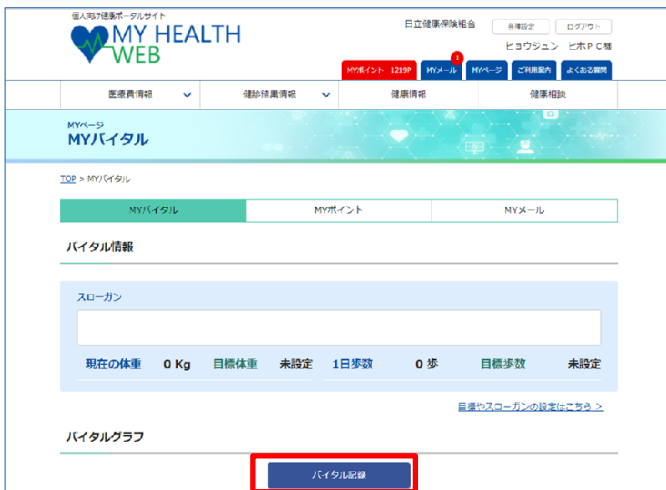 個人向け健康ポータルサイト
MY HEALTH WEB
日立健康保険組合
各種設定
ログアウト
ヒョウジュン ヒホPC様
MYポイント 1219P
MYメール
1
MYページ
ご利用案内
よくある質問
医療費情報
健診結果情報
健康情報
健康相談
MYページ
MYバイタル
TOP > MYバイタル
MYバイタル
MYポイント
MYメール
バイタル情報
スローガン
現在の体重 0 Kg 目標体重 未設定 1日歩数 0 歩 目標歩数 未設定
目標やスローガンの設定はこちら >
バイタルグラフ
バイタル記録